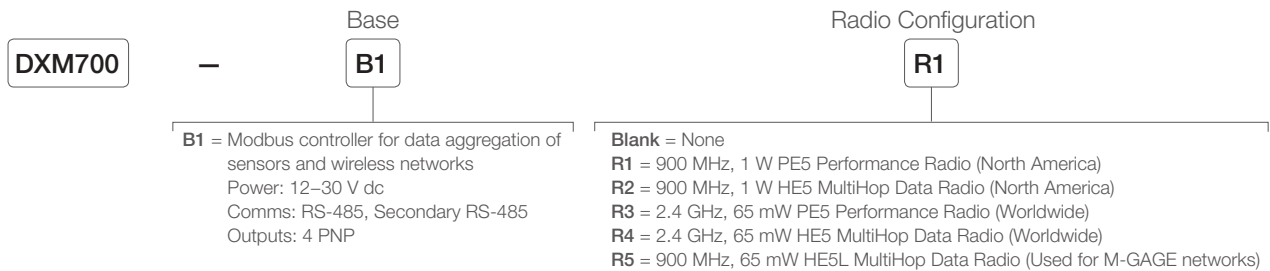 Base
Radio Configuration
DXM700 – B1 R1
B1 = Modbus controller for data aggregation of
sensors and wireless networks
Power: 12–30 V dc
Comms: RS-485, Secondary RS-485
Outputs: 4 PNP
Blank = None
R1 = 900 MHz, 1 W PE5 Performance Radio (North America)
R2 = 900 MHz, 1 W HE5 MultiHop Data Radio (North America)
R3 = 2.4 GHz, 65 mW PE5 Performance Radio (Worldwide)
R4 = 2.4 GHz, 65 mW HE5 MultiHop Data Radio (Worldwide)
R5 = 900 MHz, 65 mW HE5L MultiHop Data Radio (Used for M-GAGE networks)